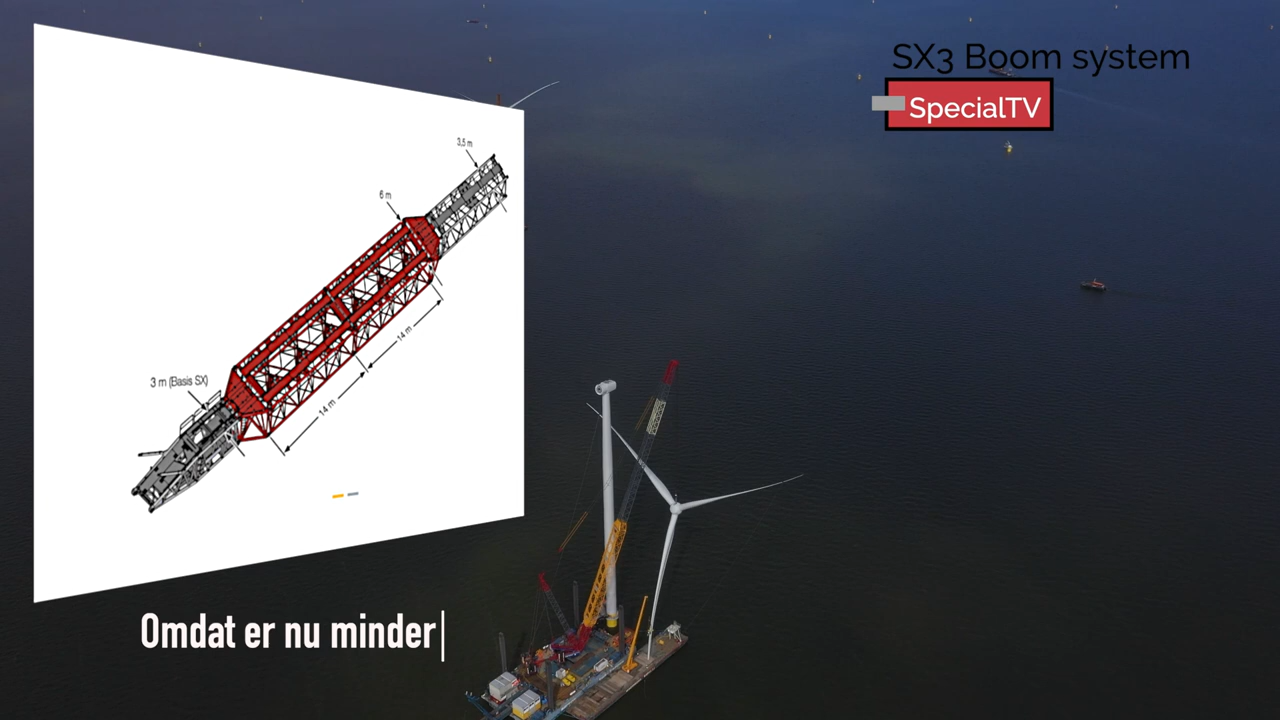 SX3 Boom system
SpecialTV
3,5 m
6 m
14 m
3 m (Basis SX)
14 m
Omdat er nu minder